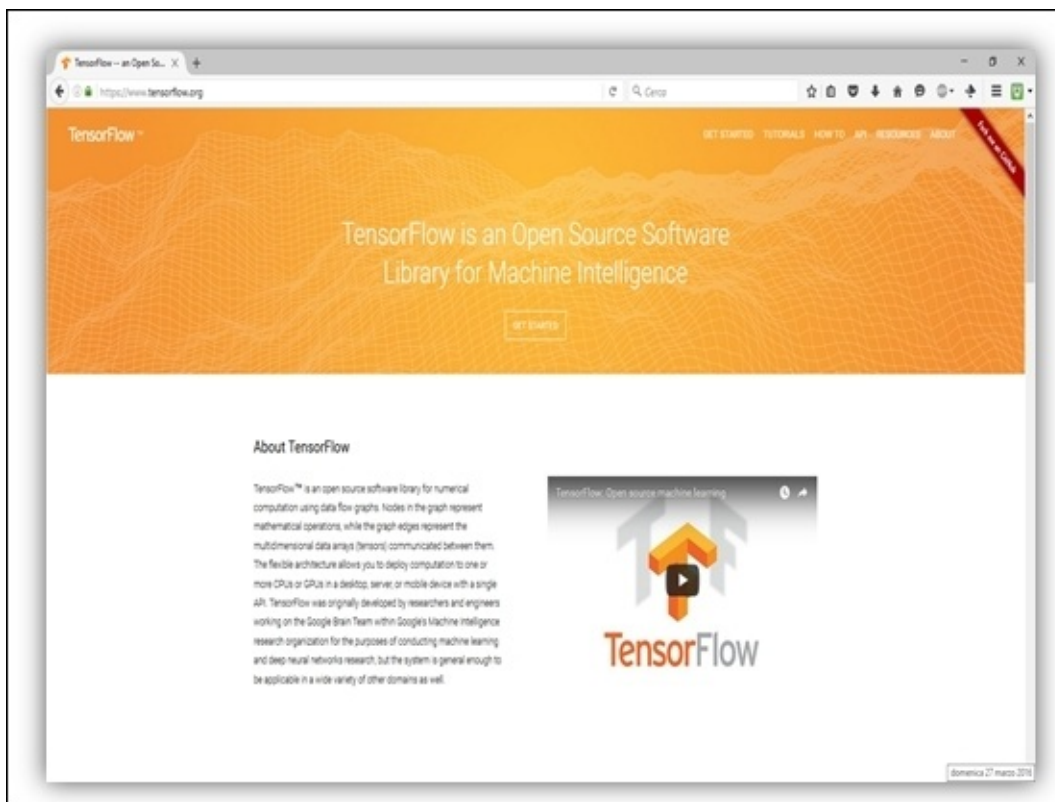 TensorFlow -- an Open So...
https://www.tensorflow.org
Cerca
TensorFlow™
GET STARTED TUTORIALS HOW TO API RESOURCES ABOUT
Fork me on GitHub
TensorFlow is an Open Source Software
Library for Machine Intelligence
GET STARTED
About TensorFlow
TensorFlow™ is an open source software library for numerical
computation using data flow graphs. Nodes in the graph represent
mathematical operations, while the graph edges represent the
multidimensional data arrays (tensors) communicated between them.
The flexible architecture allows you to deploy computation to one or
more CPUs or GPUs in a desktop, server, or mobile device with a single
API. TensorFlow was originally developed by researchers and engineers
working on the Google Brain Team within Google's Machine Intelligence
research organization for the purposes of conducting machine learning
and deep neural networks research, but the system is general enough to
be applicable in a wide variety of other domains as well.
TensorFlow: Open source machine learning
TensorFlow
domenica 27 marzo 2016